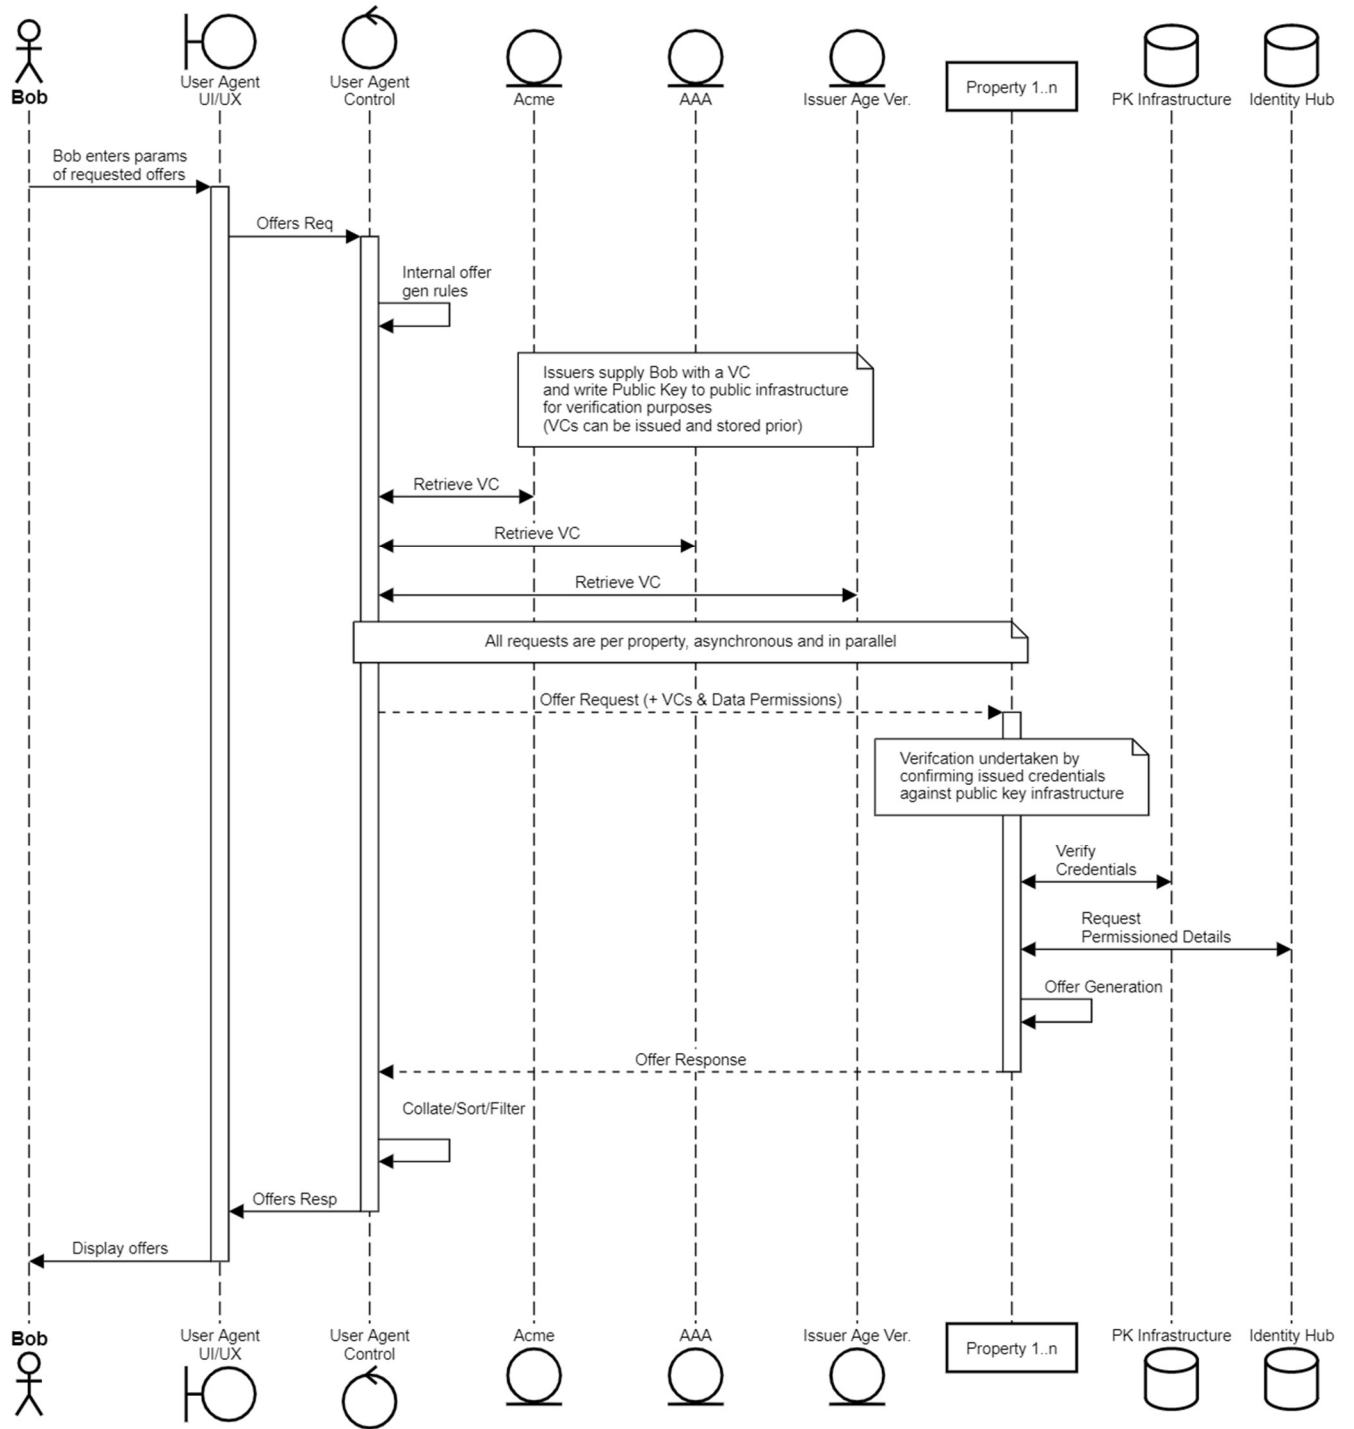 Bob
User Agent
UI/UX
User Agent
Control
Acme
AAA
Issuer Age Ver.
Property 1..n
PK Infrastructure
Identity Hub
Bob enters params
of requested offers
Offers Req
Internal offer
gen rules
Issuers supply Bob with a VC
and write Public Key to public infrastructure
for verification purposes
(VCs can be issued and stored prior)
Retrieve VC
Retrieve VC
Retrieve VC
All requests are per property, asynchronous and in parallel
Offer Request (+ VCs & Data Permissions)
Verifcation undertaken by
confirming issued credentials
against public key infrastructure
Verify
Credentials
Request
Permissioned Details
Offer Generation
Offer Response
Collate/Sort/Filter
Offers Resp
Display offers
Bob
User Agent
UI/UX
User Agent
Control
Acme
AAA
Issuer Age Ver.
Property 1..n
PK Infrastructure
Identity Hub